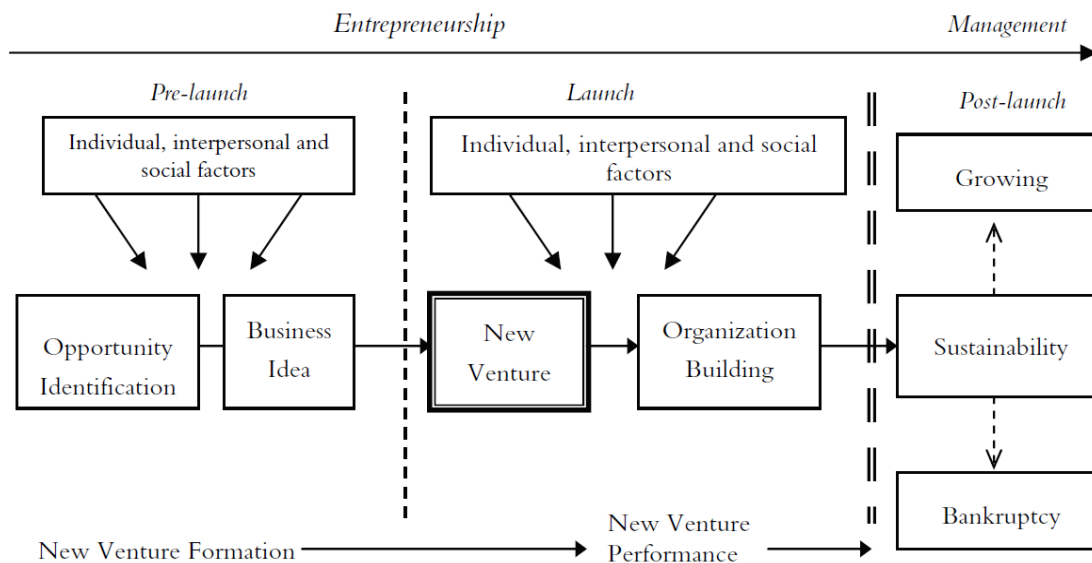 Entrepreneurship
Management
Pre-launch
Launch
Post-launch
Individual, interpersonal and
social factors
Individual, interpersonal and social
factors
Growing
Opportunity
Identification
Business
Idea
New
Venture
Organization
Building
Sustainability
Bankruptcy
New Venture Formation
New Venture
Performance